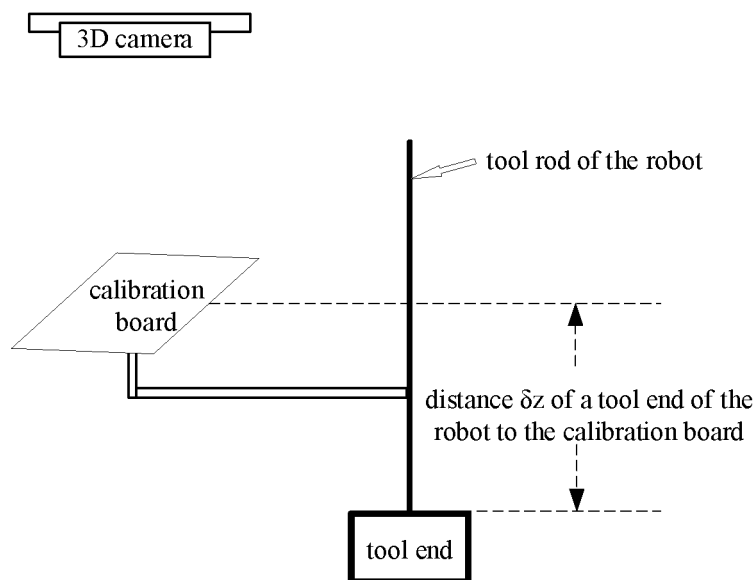 3D camera
tool rod of the robot
calibration
board
distance δz of a tool end of the
robot to the calibration board
tool end